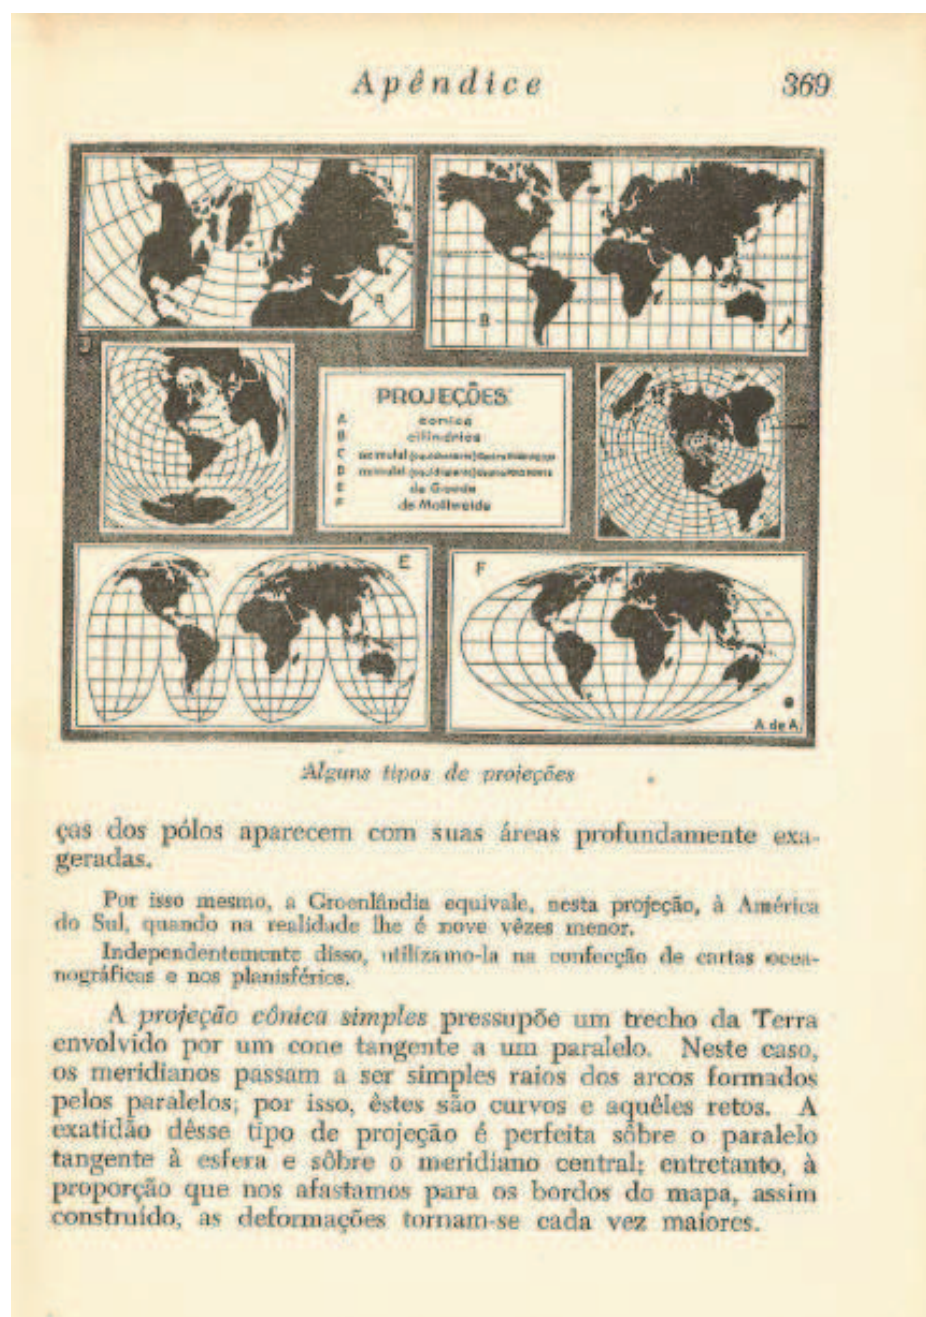 Apêndice 369
A
B
PROJEÇÕES
A conica
B cilindrica
C
D
E de Goode
F de Mollweide
C
E
F
A. de A.
Alguns tipos de projeções
ças dos pólos aparecem com suas áreas profundamente exa-
geradas.
Por isso mesmo, a Groenlândia equivale, nesta projeção, à América
do Sul, quando na realidade lhe é nove vêzes menor.
Independentemente disso, utilizamo-la na confecção de cartas ocea-
nográficas e nos planisférios.
A projeção cônica simples pressupõe um trecho da Terra
envolvido por um cone tangente a um paralelo. Neste caso,
os meridianos passam a ser simples raios dos arcos formados
pelos paralelos; por isso, êstes são curvos e aquêles retos. A
exatidão dêsse tipo de projeção é perfeita sôbre o paralelo
tangente à esfera e sôbre o meridiano central; entretanto, à
proporção que nos afastamos para os bordos do mapa, assim
construído, as deformações tornam-se cada vez maiores.